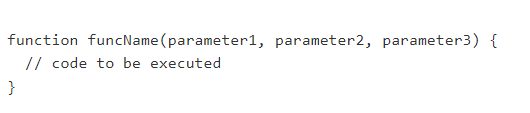 function funcName(parameter1, parameter2, parameter3) {
  // code to be executed
}